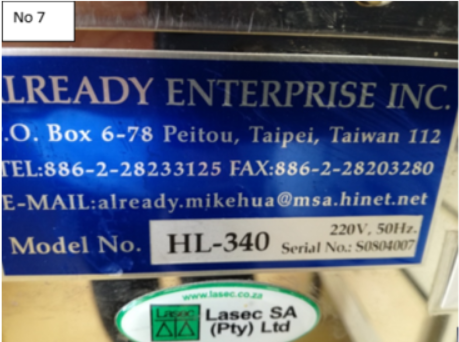 No 7
ALREADY ENTERPRISE INC.
.O. Box 6-78 Peitou, Taipei, Taiwan 112
TEL:886-2-28233125 FAX:886-2-28203280
E-MAIL:already.mikehua@msa.hinet.net
Model No. HL-340 220V, 50Hz.
Serial No.: S0804007
www.lasec.co.za
Lasec
Lasec SA
(Pty) Ltd